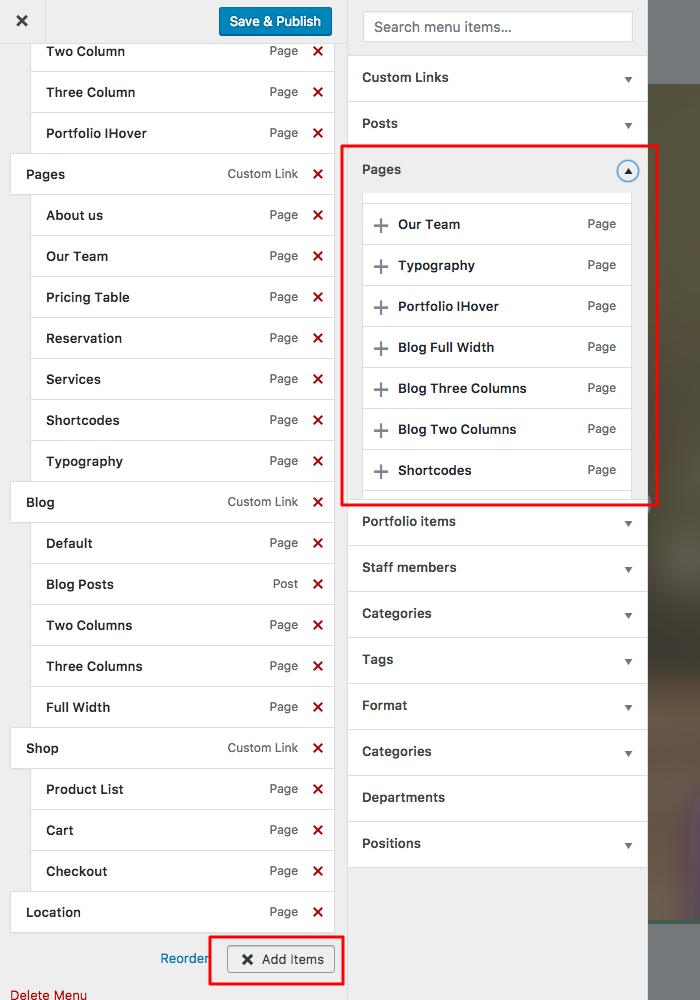 Save & Publish
Two Column Page
Three Column Page
Portfolio IHover Page
Pages Custom Link
About us Page
Our Team Page
Pricing Table Page
Reservation Page
Services Page
Shortcodes Page
Typography Page
Blog Custom Link
Default Page
Blog Posts Post
Two Columns Page
Three Columns Page
Full Width Page
Shop Custom Link
Product List Page
Cart Page
Checkout Page
Location Page
Reorder
Add Items
Delete Menu
Search menu items...
Custom Links
Posts
Pages
Our Team Page
Typography Page
Portfolio IHover Page
Blog Full Width Page
Blog Three Columns Page
Blog Two Columns Page
Shortcodes Page
Portfolio items
Staff members
Categories
Tags
Format
Categories
Departments
Positions